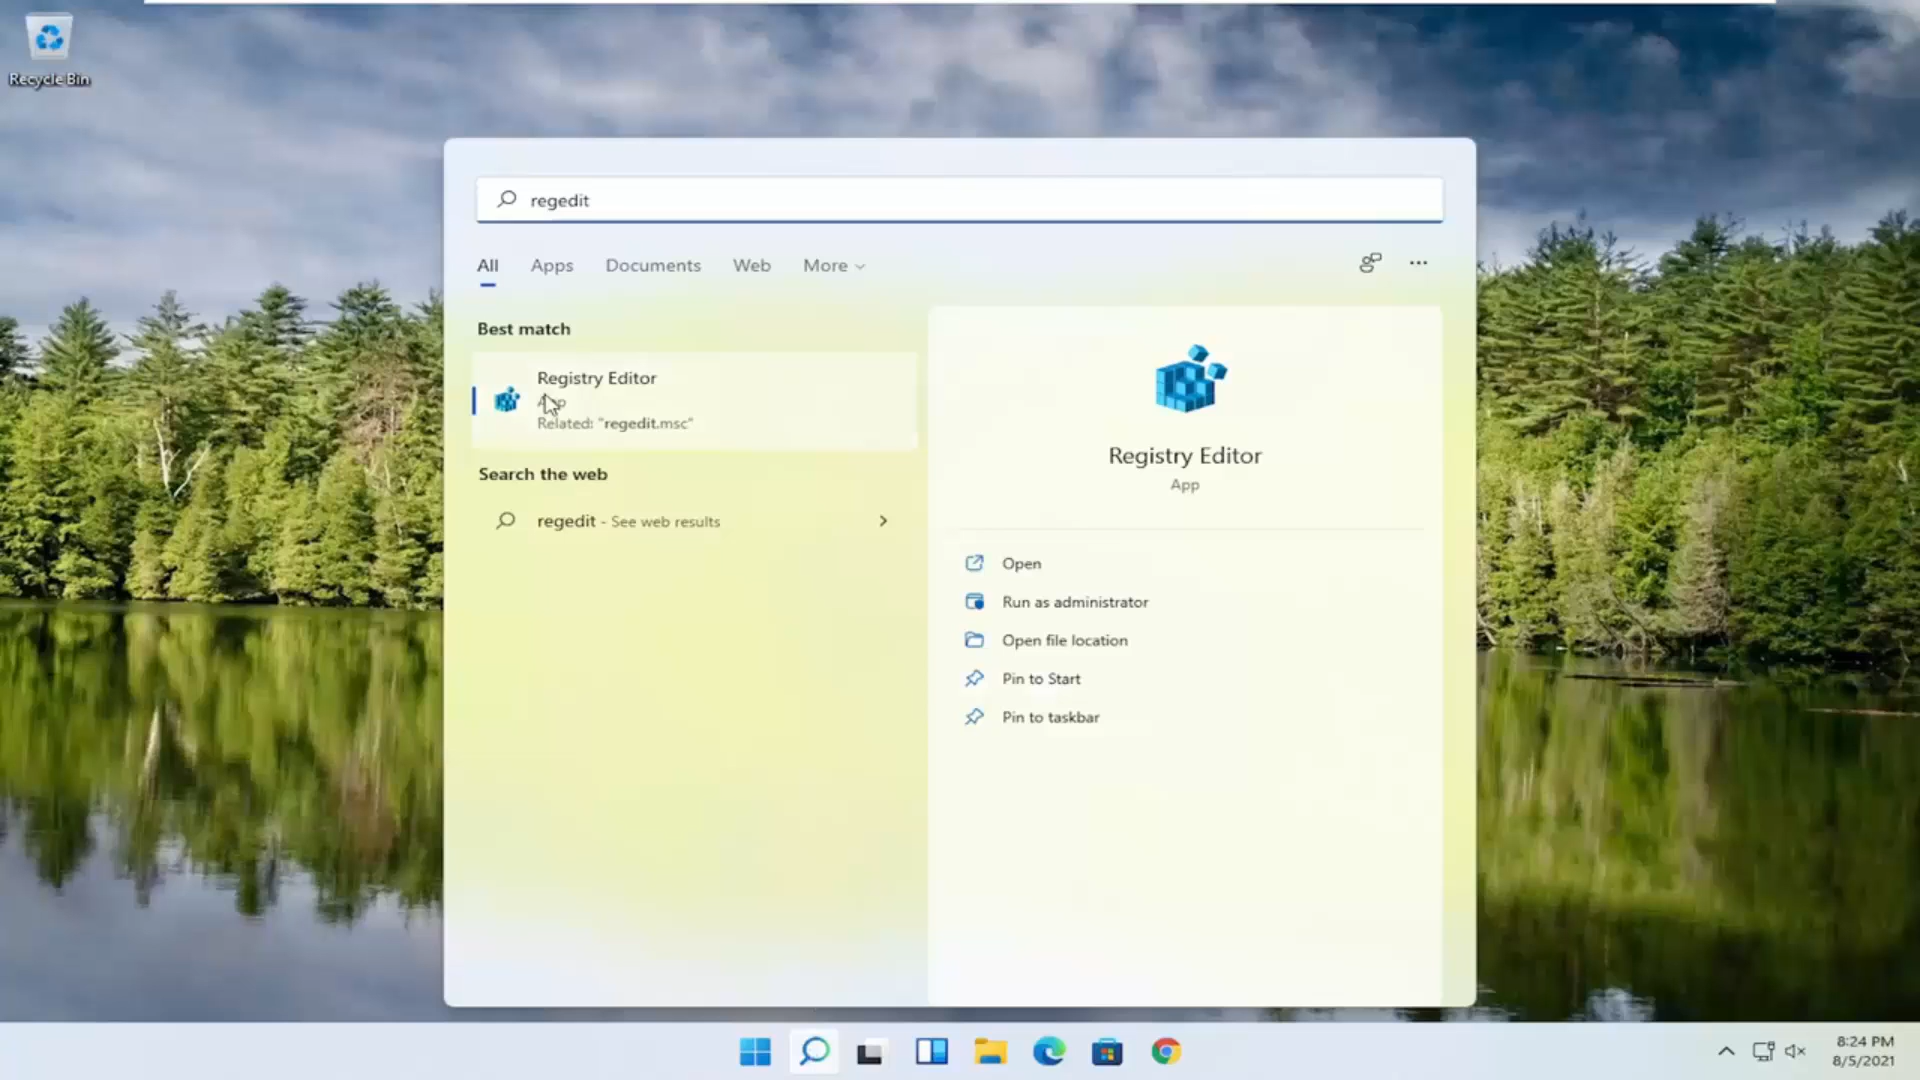 Recycle Bin
regedit
All Apps Documents Web More
Best match
Registry Editor
App
Related: "regedit.msc"
Search the web
regedit - See web results
Registry Editor
App
Open
Run as administrator
Open file location
Pin to Start
Pin to taskbar
8:24 PM
8/5/2021